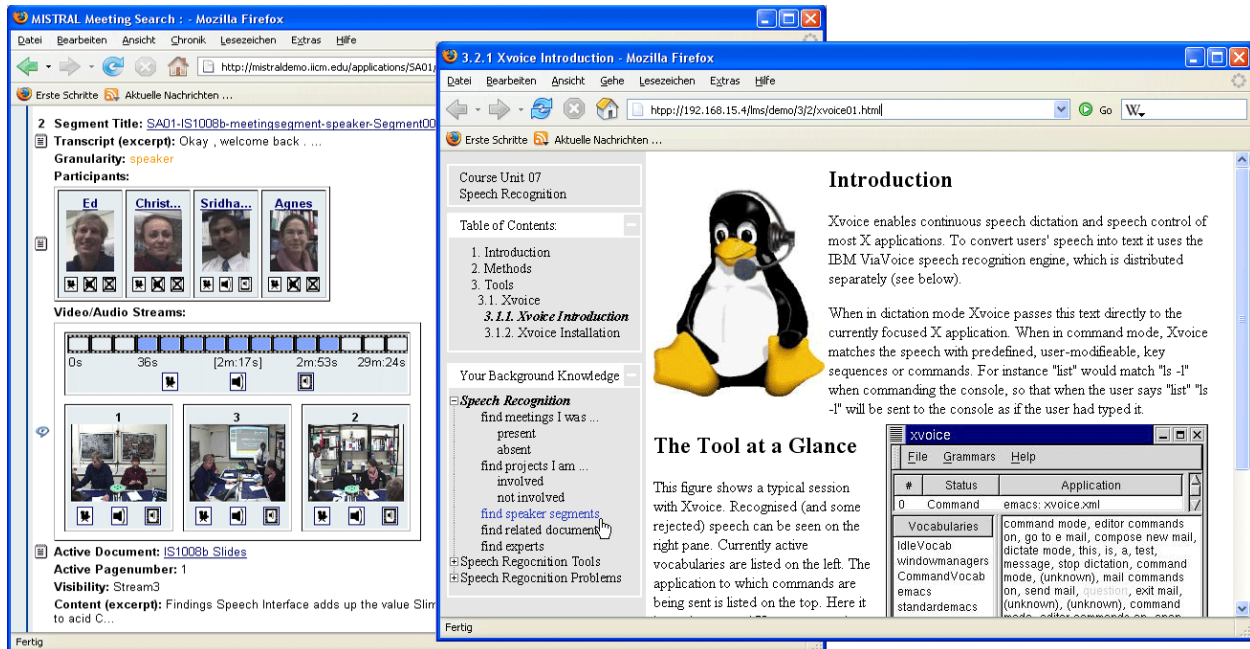 MISTRAL Meeting Search : - Mozilla Firefox
Datei Bearbeiten Ansicht Chronik Lesezeichen Extras Hilfe
http://mistraldemo.iicm.edu/applications/SA01/
Erste Schritte Aktuelle Nachrichten ...
2 Segment Title: SA01-IS1008b-meetingsegment-speaker-Segment00
Transcript (excerpt): Okay , welcome back . ...
Granularity: speaker
Participants:
Ed Christ... Sridha... Agnes
Video/Audio Streams:
0s 36s [2m:17s] 2m:53s 29m:24s
1 3 2
Active Document: IS1008b Slides
Active Pagenumber: 1
Visibility: Stream3
Content (excerpt): Findings Speech Interface adds up the value Slim
to acid C...
Fertig
3.2.1 Xvoice Introduction - Mozilla Firefox
Datei Bearbeiten Ansicht Gehe Lesezeichen Extras Hilfe
htpp://192.168.15.4/lms/demo/3/2/xvoice01.html
Go
W
Erste Schritte Aktuelle Nachrichten ...
Course Unit 07
Speech Recognition
Table of Contents:
1. Introduction
2. Methods
3. Tools
3.1. Xvoice
3.1.1. Xvoice Introduction
3.1.2. Xvoice Installation
Your Background Knowledge
Speech Recognition
find meetings I was ...
present
absent
find projects I am ...
involved
not involved
find speaker segments
find related document
find experts
Speech Regocnition Tools
Speech Regocnition Problems
Introduction
Xvoice enables continuous speech dictation and speech control of
most X applications. To convert users' speech into text it uses the
IBM ViaVoice speech recognition engine, which is distributed
separately (see below).
When in dictation mode Xvoice passes this text directly to the
currently focused X application. When in command mode, Xvoice
matches the speech with predefined, user-modifieable, key
sequences or commands. For instance "list" would match "ls -l"
when commanding the console, so that when the user says "list" "ls
-l" will be sent to the console as if the user had typed it.
The Tool at a Glance
This figure shows a typical session
with Xvoice. Recognised (and some
rejected) speech can be seen on the
right pane. Currently active
vocabularies are listed on the left. The
application to which commands are
being sent is listed on the top. Here it
xvoice
File Grammars Help
# Status Application
0 Command emacs: xvoice.xml
Vocabularies
IdleVocab
windowmanagers
CommandVocab
emacs
standardemacs
command mode, editor commands
on, go to e mail, compose new mail,
dictate mode, this, is, a, test,
message, stop dictation, command
mode, (unknown), mail commands
on, send mail, question, exit mail,
(unknown), (unknown), command
mode, editor commands on, open
Fertig